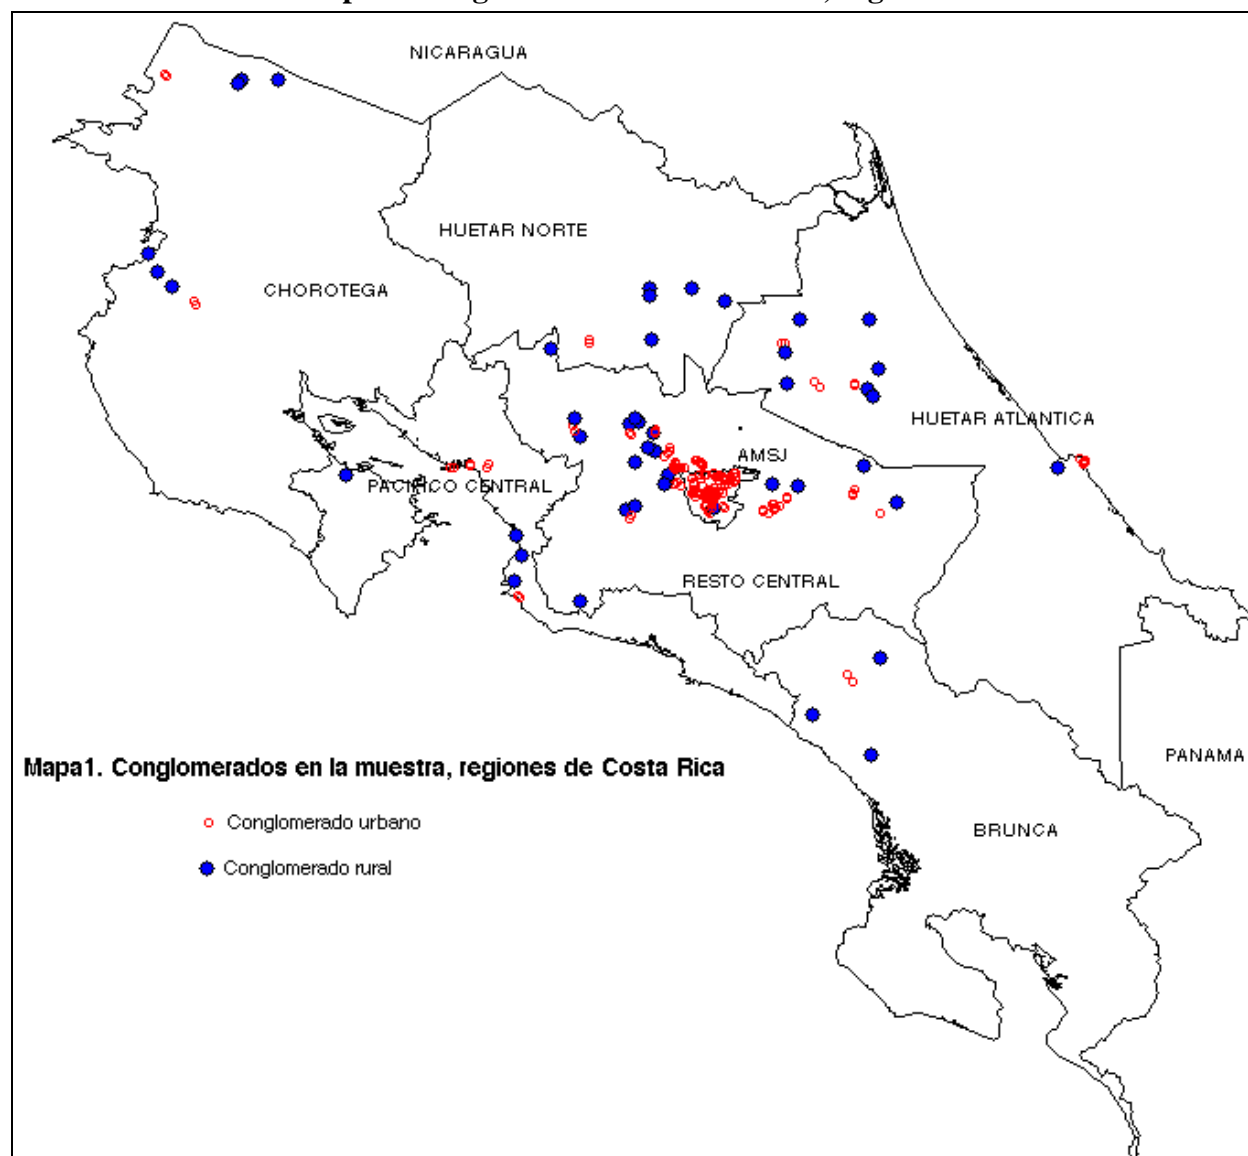 NICARAGUA
HUETAR NORTE
CHOROTEGA
HUETAR ATLANTICA
AMSJ
PACIFICO CENTRAL
RESTO CENTRAL
PANAMA
Mapa1. Conglomerados en la muestra, regiones de Costa Rica
Conglomerado urbano
BRUNCA
Conglomerado rural